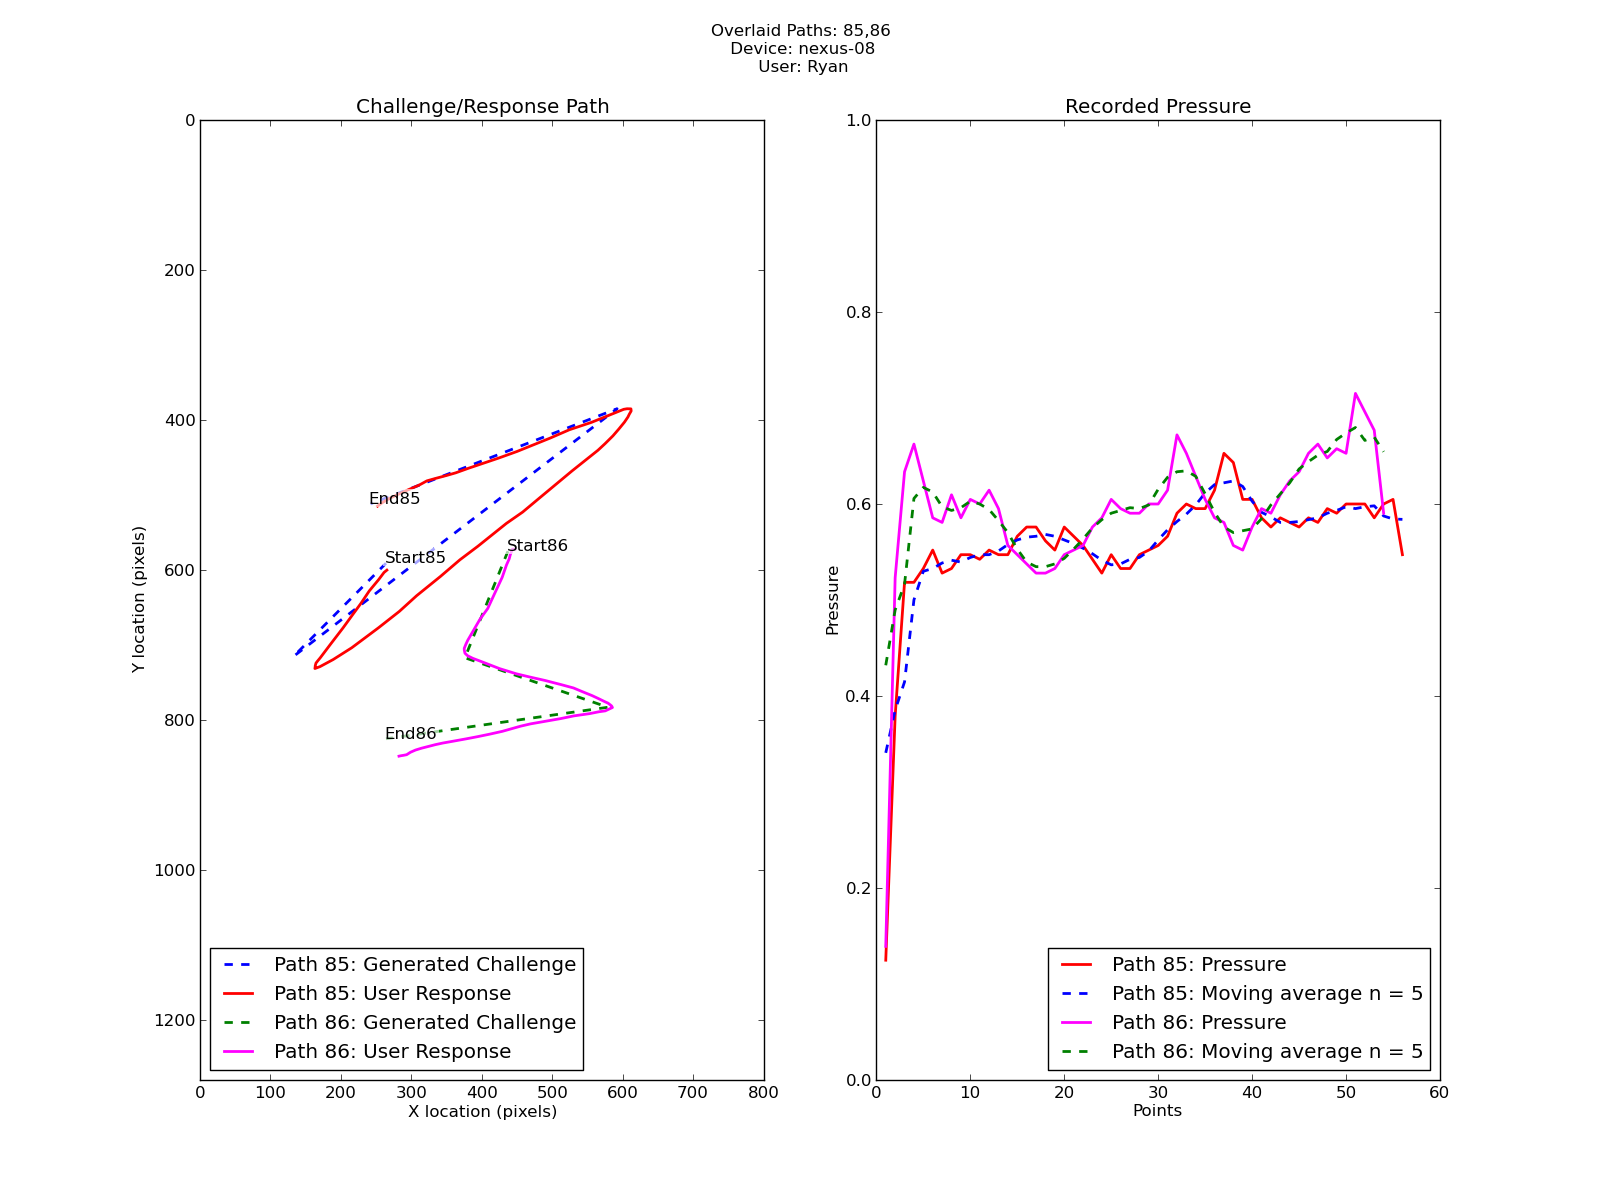 Overlaid Paths: 85,86
Device: nexus-08
User: Ryan
Challenge/Response Path
0
200
400
600
800
1000
1200
Y location (pixels)
End85
Start85
Start86
End86
Path 85: Generated Challenge
Path 85: User Response
Path 86: Generated Challenge
Path 86: User Response
0 100 200 300 400 500 600 700 800
X location (pixels)
Recorded Pressure
1.0
0.8
0.6
0.4
0.2
0.0
Pressure
Path 85: Pressure
Path 85: Moving average n = 5
Path 86: Pressure
Path 86: Moving average n = 5
0 10 20 30 40 50 60
Points